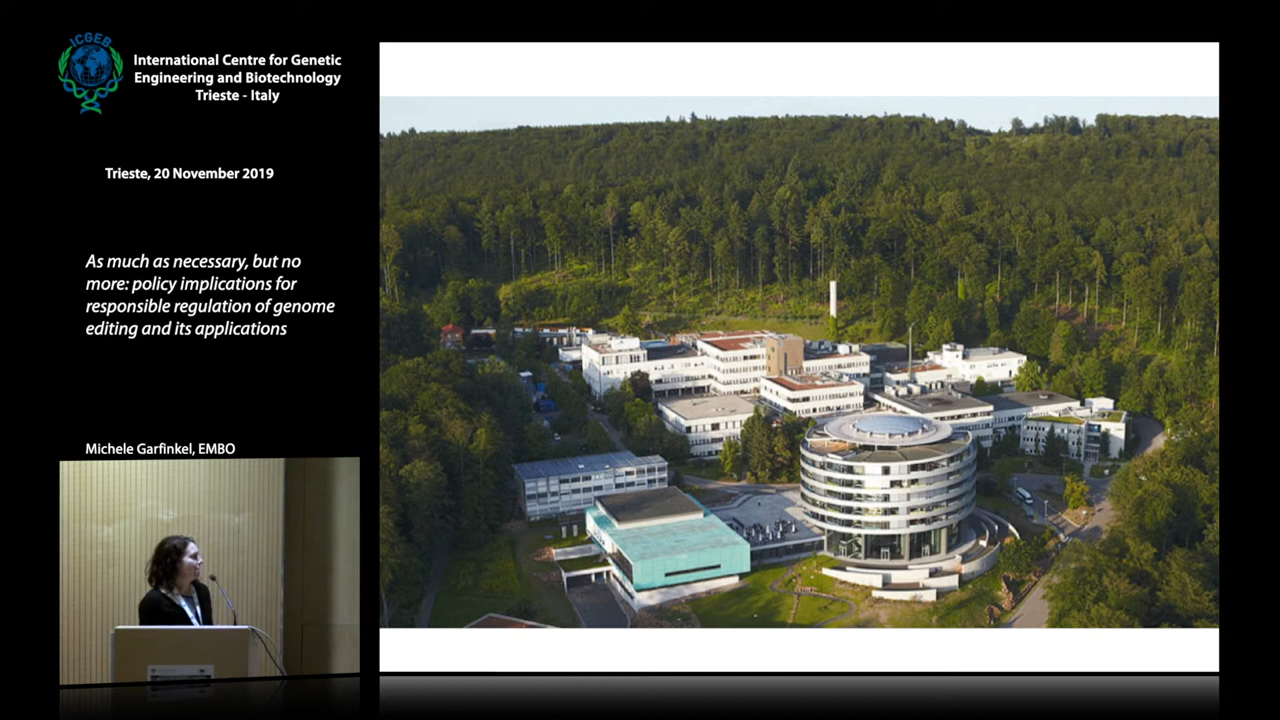 ICGEB
International Centre for Genetic
Engineering and Biotechnology
Trieste - Italy
Trieste, 20 November 2019
As much as necessary, but no
more: policy implications for
responsible regulation of genome
editing and its applications
Michele Garfinkel, EMBO